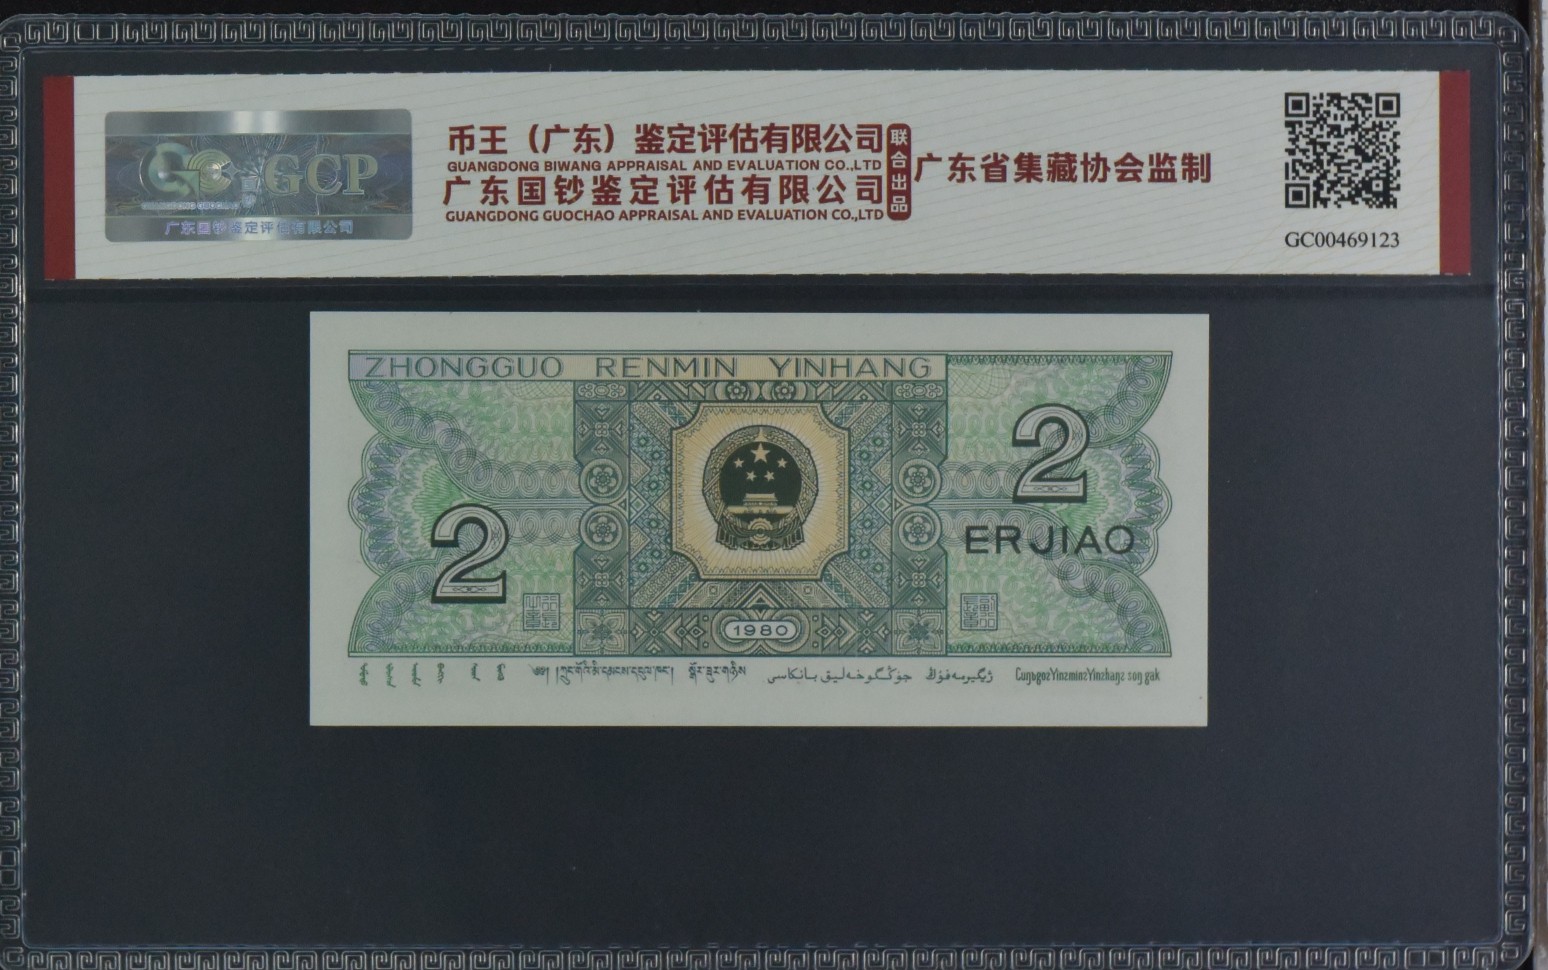 GCP
广东国钞鉴定评估有限公司
币王（广东）鉴定评估有限公司
GUANGDONG BIWANG APPRAISAL AND EVALUATION CO.,LTD
广东国钞鉴定评估有限公司
GUANGDONG GUOCHAO APPRAISAL AND EVALUATION CO.,LTD
联合出品
广东省集藏协会监制
GC00469123
ZHONGGUO RENMIN YINHANG
2
2
ER JIAO
1980